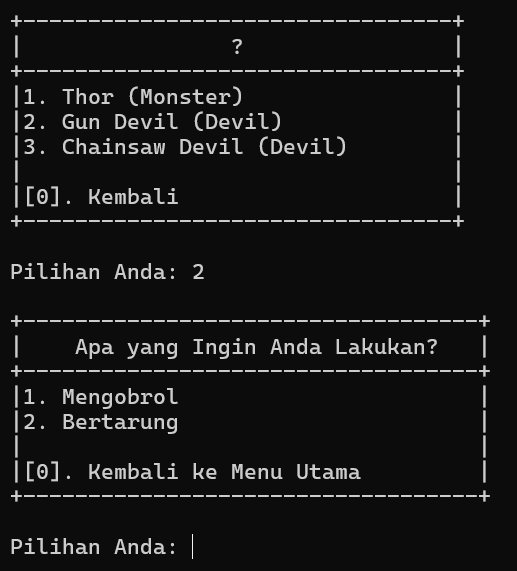 +---------------------------------+
|                ?                |
+---------------------------------+
|1. Thor (Monster)                |
|2. Gun Devil (Devil)             |
|3. Chainsaw Devil (Devil)        |
|                                 |
|[0]. Kembali                     |
+---------------------------------+

Pilihan Anda: 2

+-----------------------------------+
|    Apa yang Ingin Anda Lakukan?   |
+-----------------------------------+
|1. Mengobrol                       |
|2. Bertarung                       |
|                                   |
|[0]. Kembali ke Menu Utama         |
+-----------------------------------+

Pilihan Anda: